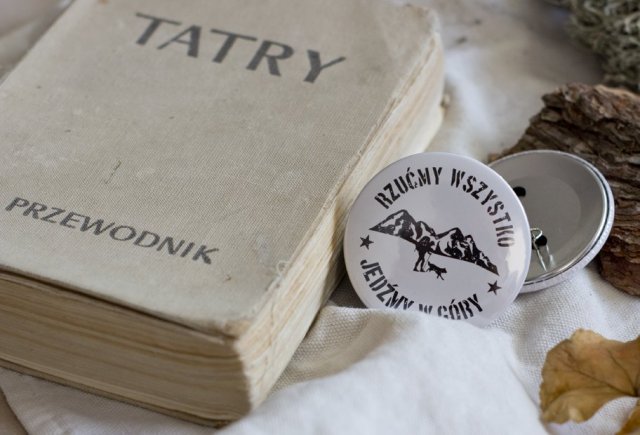 TATRY
PRZEWODNIK
RZUĆMY WSZYSTKO
JEDŹMY W GÓRY